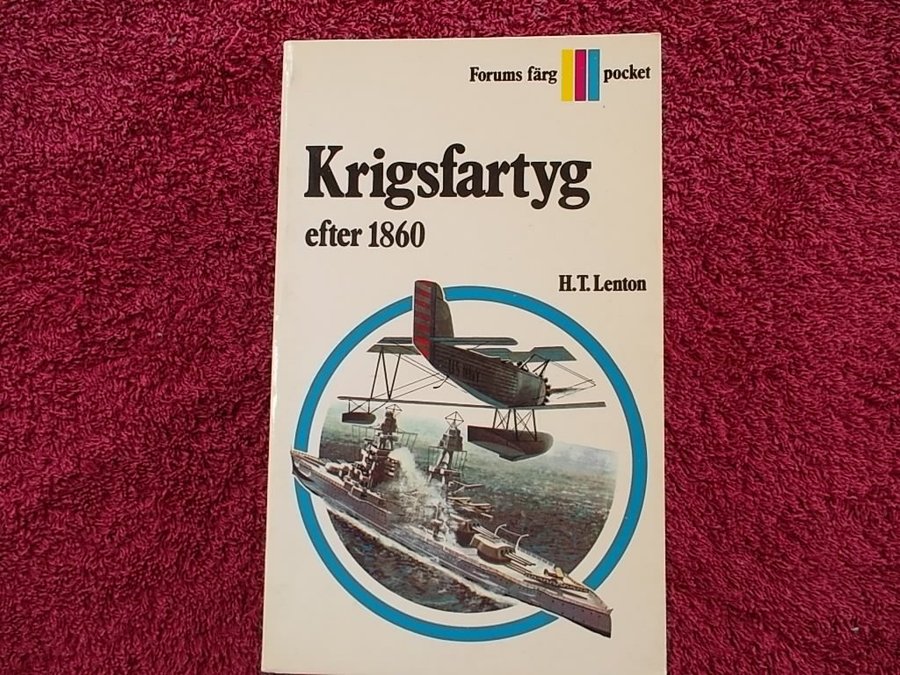 Forums färg pocket
Krigsfartyg
efter 1860
H.T. Lenton